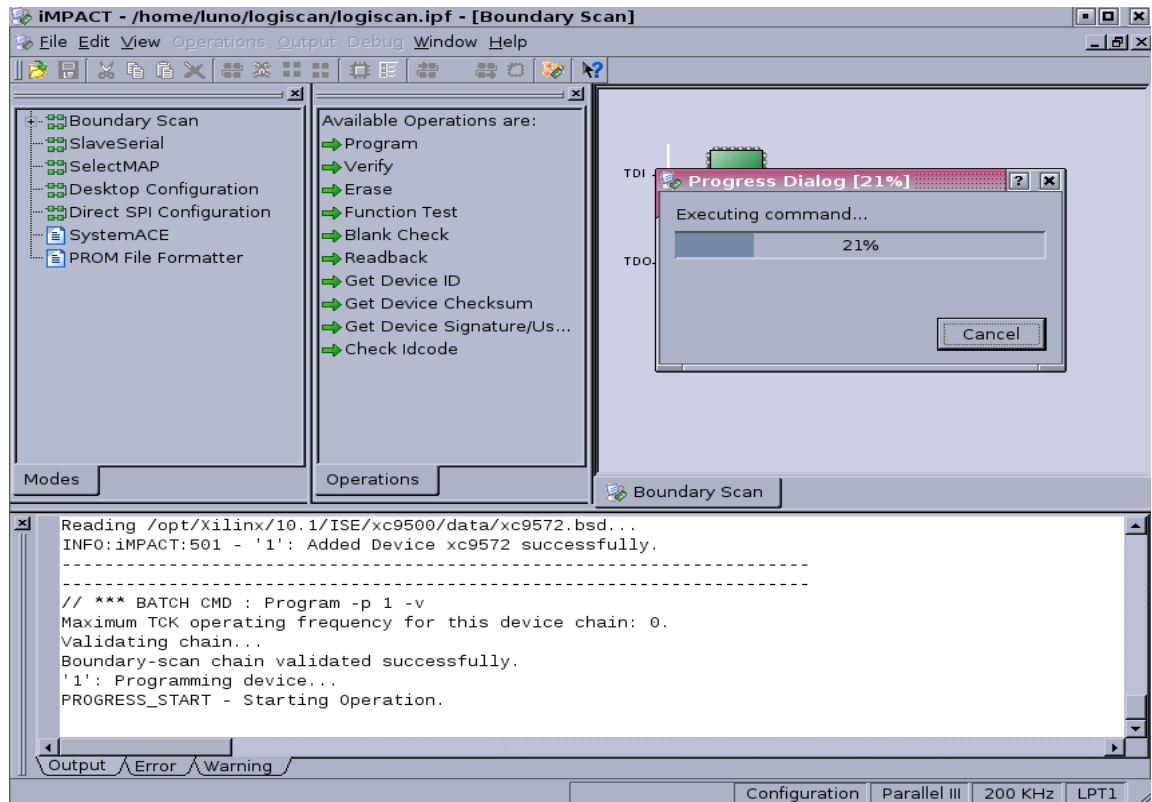 iMPACT - /home/luno/logiscan/logiscan.ipf - [Boundary Scan]
File Edit View Operations Output Debug Window Help
Boundary Scan
SlaveSerial
SelectMAP
Desktop Configuration
Direct SPI Configuration
SystemACE
PROM File Formatter
Modes
Available Operations are:
Program
Verify
Erase
Function Test
Blank Check
Readback
Get Device ID
Get Device Checksum
Get Device Signature/Us...
Check Idcode
Operations
TDI
TDO
Progress Dialog [21%]
Executing command...
21%
Cancel
Boundary Scan
Reading /opt/Xilinx/10.1/ISE/xc9500/data/xc9572.bsd...
INFO:iMPACT:501 - '1': Added Device xc9572 successfully.
----------------------------------------------------------------------
----------------------------------------------------------------------
// *** BATCH CMD : Program -p 1 -v
Maximum TCK operating frequency for this device chain: 0.
Validating chain...
Boundary-scan chain validated successfully.
'1': Programming device...
PROGRESS_START - Starting Operation.
Output Error Warning
Configuration Parallel III 200 KHz LPT1